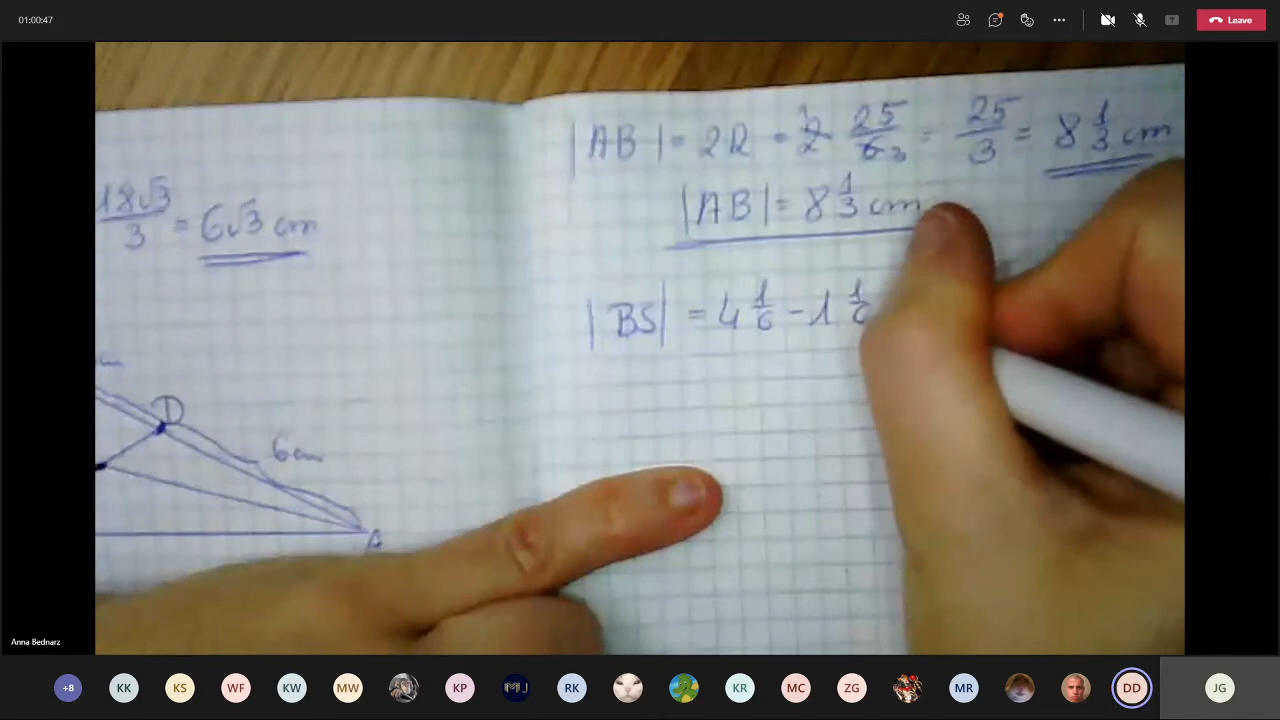 01:00:47
Leave
|AB| = 2R = 2 · 25/6 = 25/3 = 8 1/3 cm
18√3/3 = 6√3 cm
|AB| = 8 1/3 cm
|BS| = 4 1/6 - 1 1/6
D
6cm
A
Anna Bednarz
+8 KK KS WF KW MW KP MJ RK KR MC ZG MR DD JG